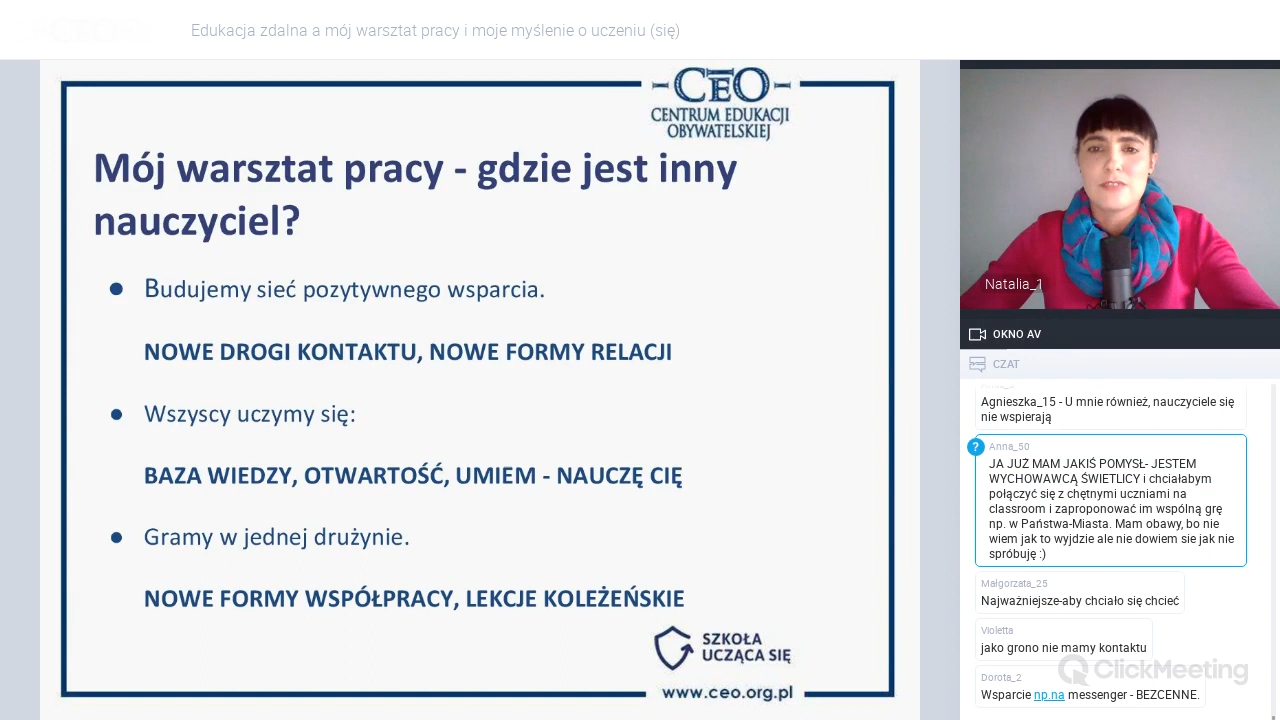 Edukacja zdalna a mój warsztat pracy i moje myślenie o uczeniu (się)
CEO
CENTRUM EDUKACJI
OBYWATELSKIEJ
Mój warsztat pracy - gdzie jest inny
nauczyciel?
● Budujemy sieć pozytywnego wsparcia.
NOWE DROGI KONTAKTU, NOWE FORMY RELACJI
● Wszyscy uczymy się:
BAZA WIEDZY, OTWARTOŚĆ, UMIEM - NAUCZĘ CIĘ
● Gramy w jednej drużynie.
NOWE FORMY WSPÓŁPRACY, LEKCJE KOLEŻEŃSKIE
SZKOŁA
UCZĄCA SIĘ
www.ceo.org.pl
Natalia_1
OKNO AV
CZAT
Agnieszka_15 - U mnie również, nauczyciele się
nie wspierają
?
Anna_50
JA JUŻ MAM JAKIŚ POMYSŁ- JESTEM
WYCHOWAWCĄ ŚWIETLICY i chciałabym
połączyć się z chętnymi uczniami na
classroom i zaproponować im wspólną grę
np. w Państwa-Miasta. Mam obawy, bo nie
wiem jak to wyjdzie ale nie dowiem sie jak nie
spróbuję :)
Małgorzata_25
Najważniejsze-aby chciało się chcieć
Violetta
jako grono nie mamy kontaktu
ClickMeeting
Dorota_2
Wsparcie np.na messenger - BEZCENNE.